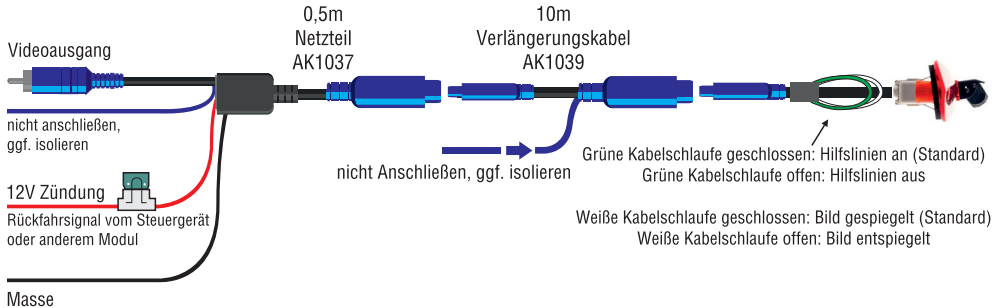 Videoausgang
nicht anschließen,
ggf. isolieren
12V Zündung
Rückfahrsignal vom Steuergerät
oder anderem Modul
Masse
0,5m
Netzteil
AK1037
10m
Verlängerungskabel
AK1039
nicht Anschließen, ggf. isolieren
Grüne Kabelschlaufe geschlossen: Hilfslinien an (Standard)
Grüne Kabelschlaufe offen: Hilfslinien aus
Weiße Kabelschlaufe geschlossen: Bild gespiegelt (Standard)
Weiße Kabelschlaufe offen: Bild entspiegelt